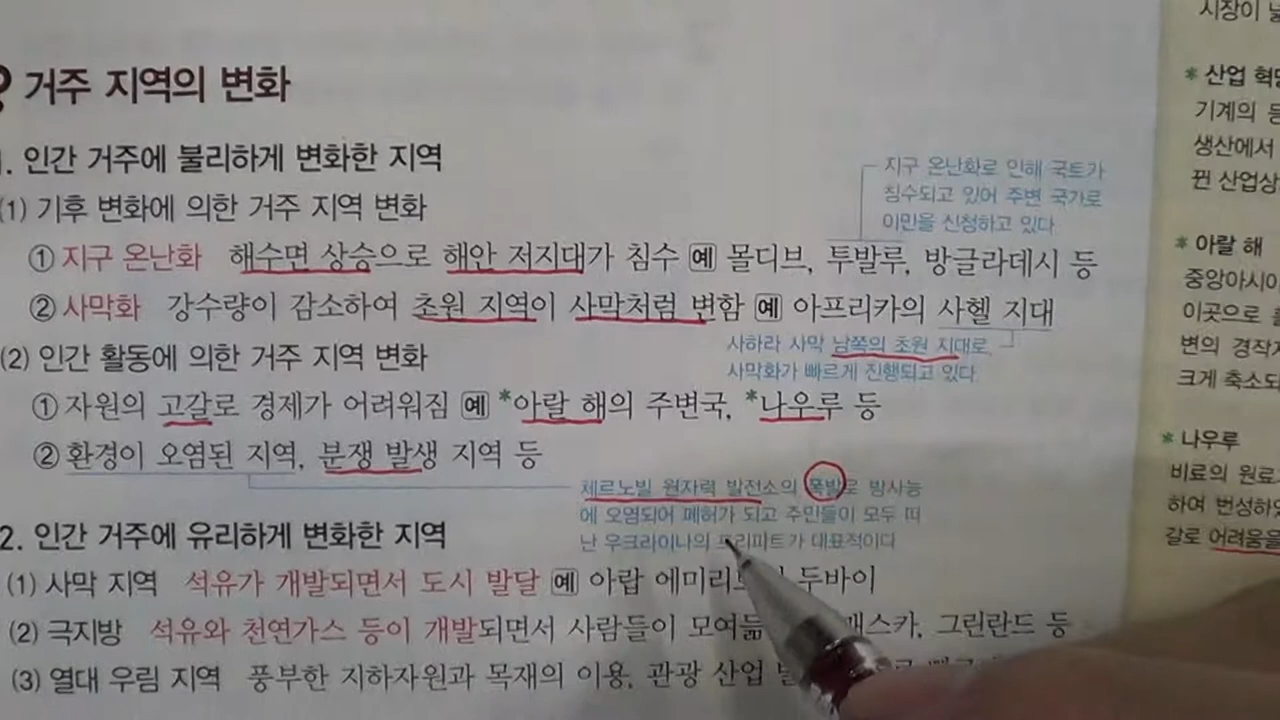 거주 지역의 변화
1. 인간 거주에 불리하게 변화한 지역
(1) 기후 변화에 의한 거주 지역 변화
지구 온난화로 인해 국토가
침수되고 있어 주변 국가로
이민을 신청하고 있다
① 지구 온난화 해수면 상승으로 해안 저지대가 침수 예 몰디브, 투발루, 방글라데시 등
② 사막화 강수량이 감소하여 초원 지역이 사막처럼 변함 예 아프리카의 사헬 지대
사하라 사막 남쪽의 초원 지대로
사막화가 빠르게 진행되고 있다
(2) 인간 활동에 의한 거주 지역 변화
① 자원의 고갈로 경제가 어려워짐 예 *아랄 해의 주변국, *나우루 등
② 환경이 오염된 지역, 분쟁 발생 지역 등
체르노빌 원자력 발전소의 폭발로 방사능
에 오염되어 폐허가 되고 주민들이 모두 떠
난 우크라이나의 프리피트가 대표적이다
2. 인간 거주에 유리하게 변화한 지역
(1) 사막 지역 석유가 개발되면서 도시 발달 예 아랍 에미리 두바이
(2) 극지방 석유와 천연가스 등이 개발되면서 사람들이 모여듦 래스카, 그린란드 등
(3) 열대 우림 지역 풍부한 지하자원과 목재의 이용, 관광 산업
시장이
* 산업
기계의
생산에서
뀐 산업
* 아랄 해
중앙아시아
이곳으로
변의 경작
크게 축소
* 나우루
비료의 원료
하여 번성하
갈로 어려움을